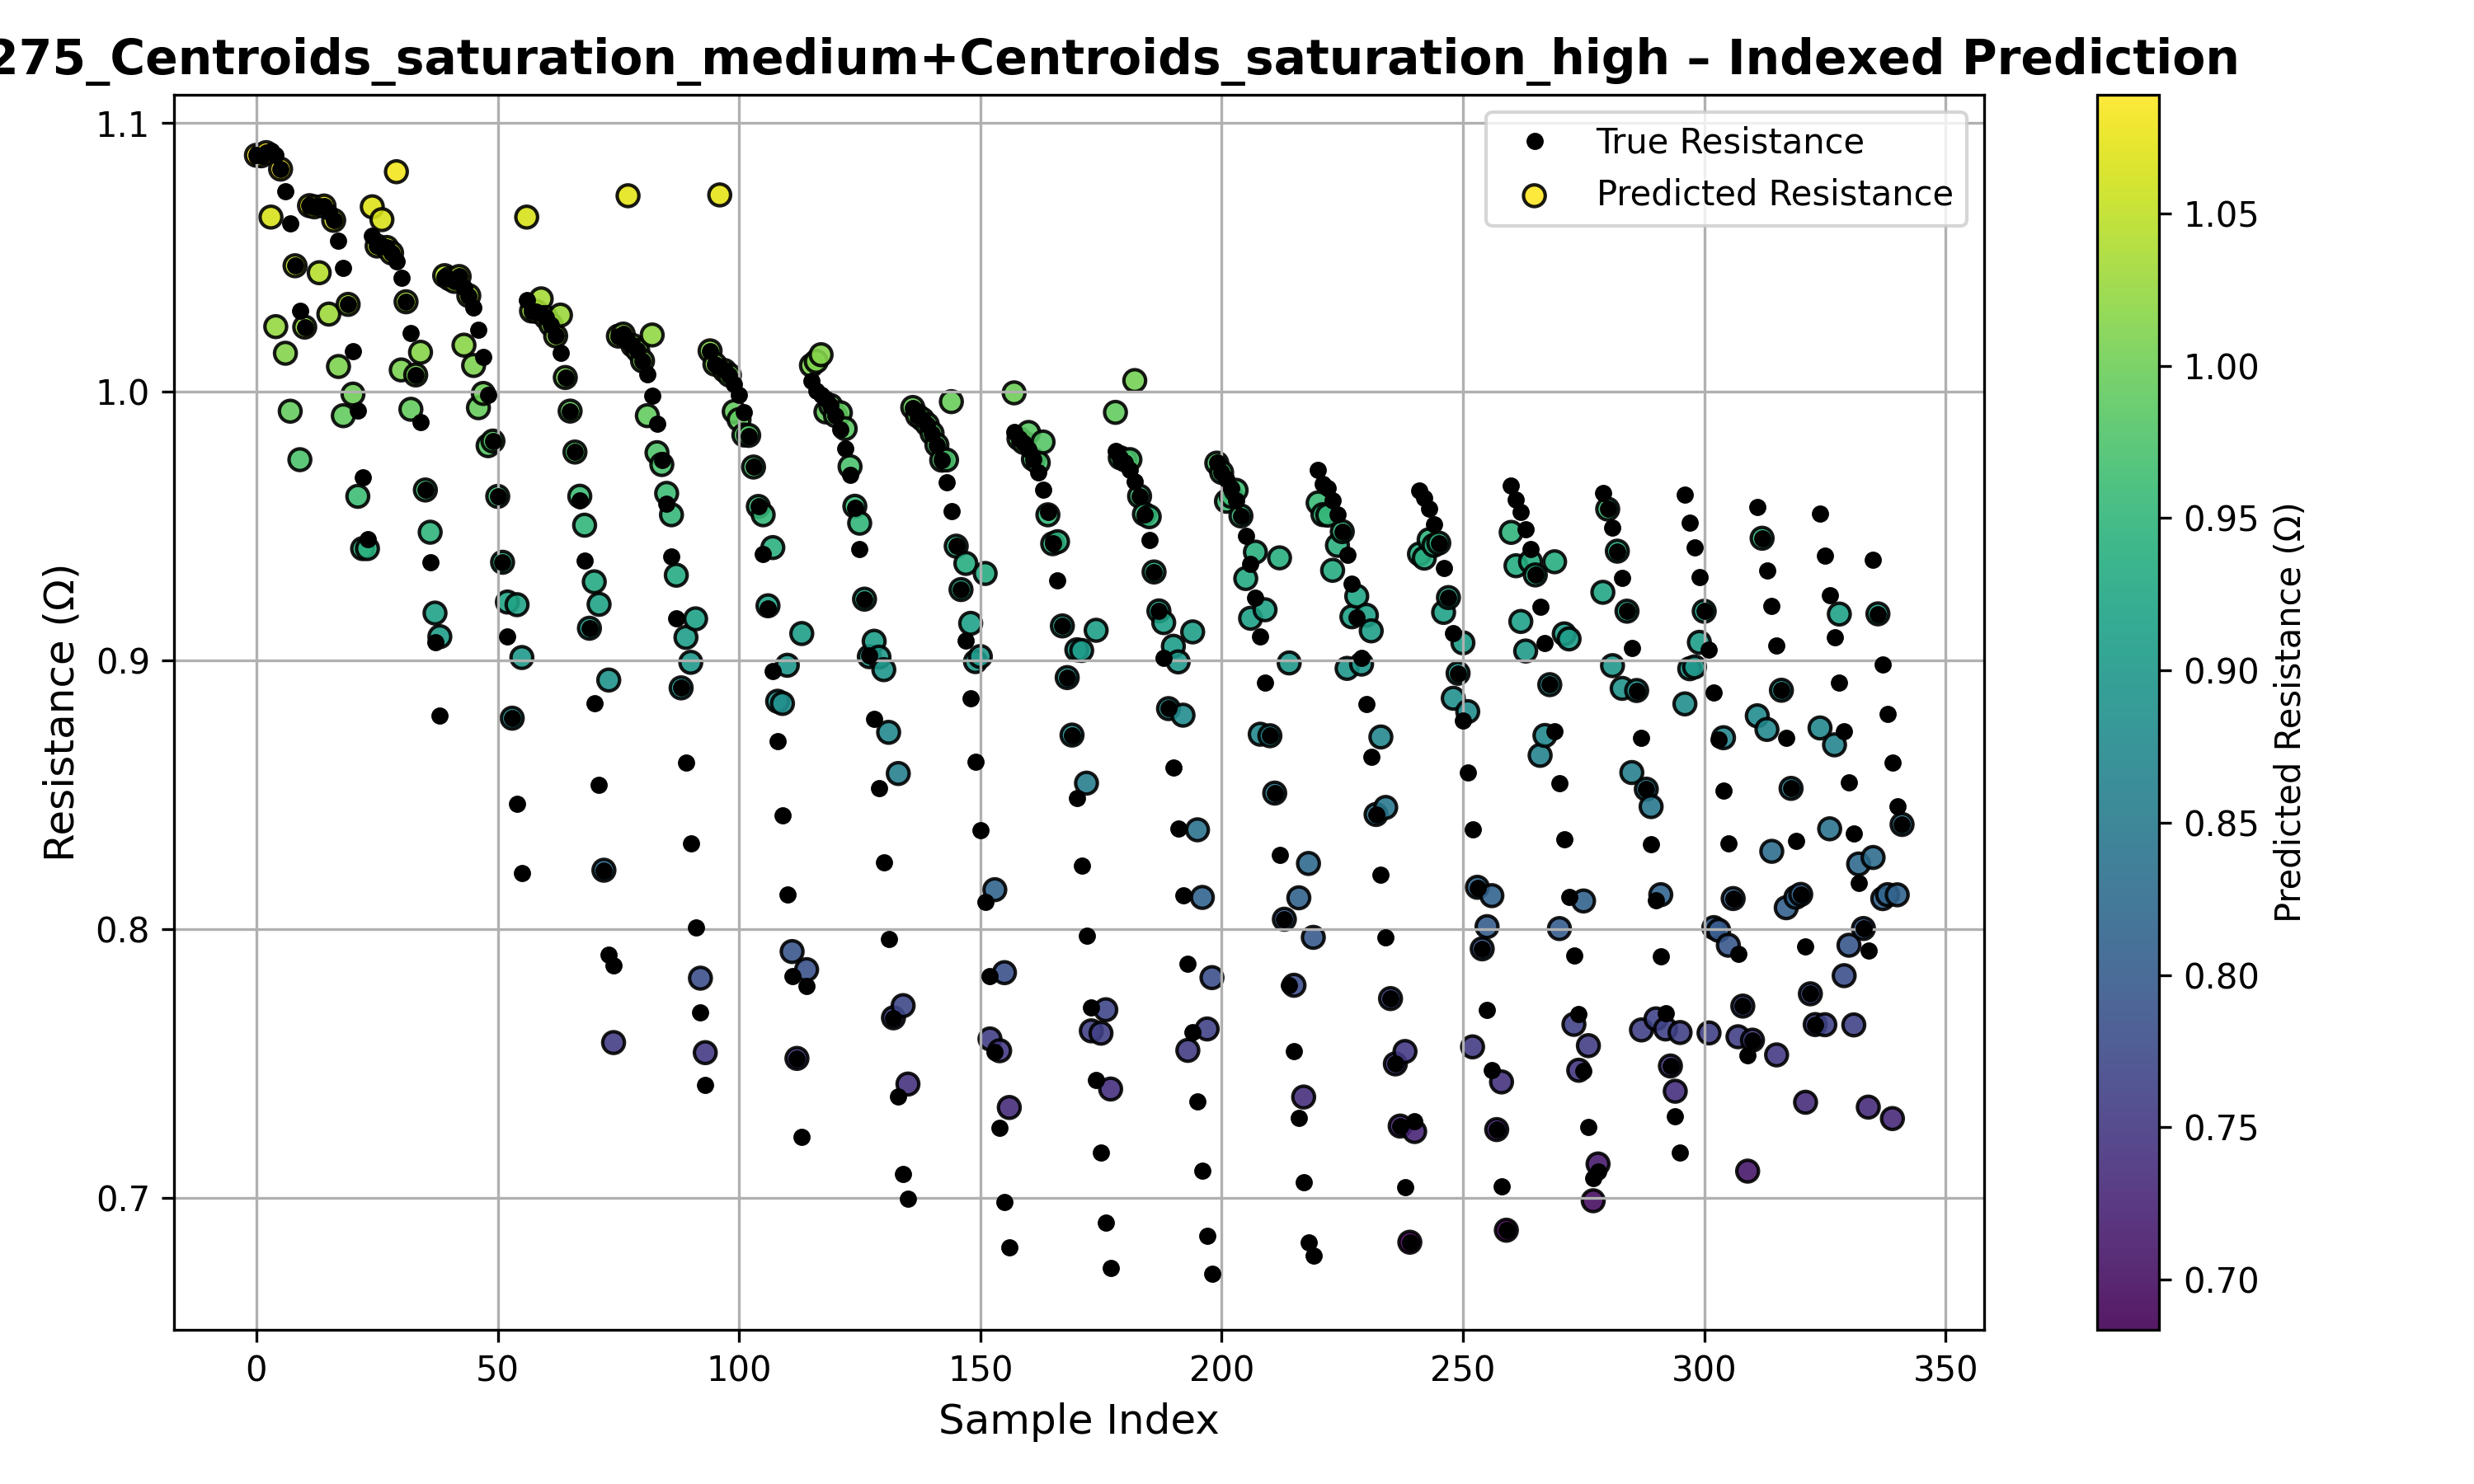 275_Centroids_saturation_medium+Centroids_saturation_high – Indexed Prediction
True Resistance
Predicted Resistance
Resistance (Ω)
1.1
1.0
0.9
0.8
0.7
0 50 100 150 200 250 300 350
Sample Index
1.05
1.00
0.95
0.90
0.85
0.80
0.75
0.70
Predicted Resistance (Ω)